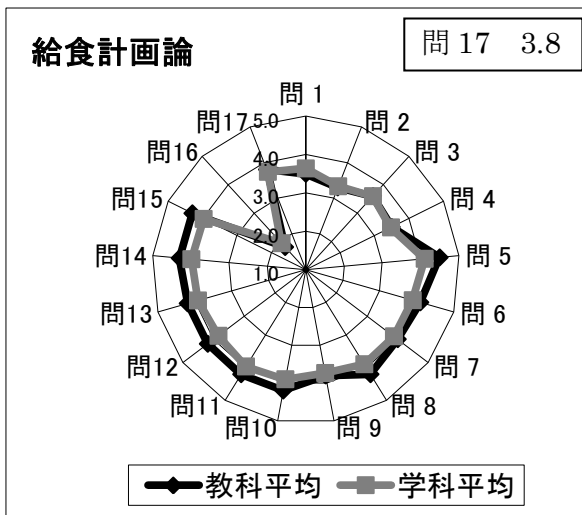 給食計画論
問 17 3.8
問 1
問 2
問 3
問 4
問 5
問 6
問 7
問 8
問 9
問10
問11
問12
問13
問14
問15
問16
問17
5.0
4.0
3.0
2.0
1.0
教科平均
学科平均